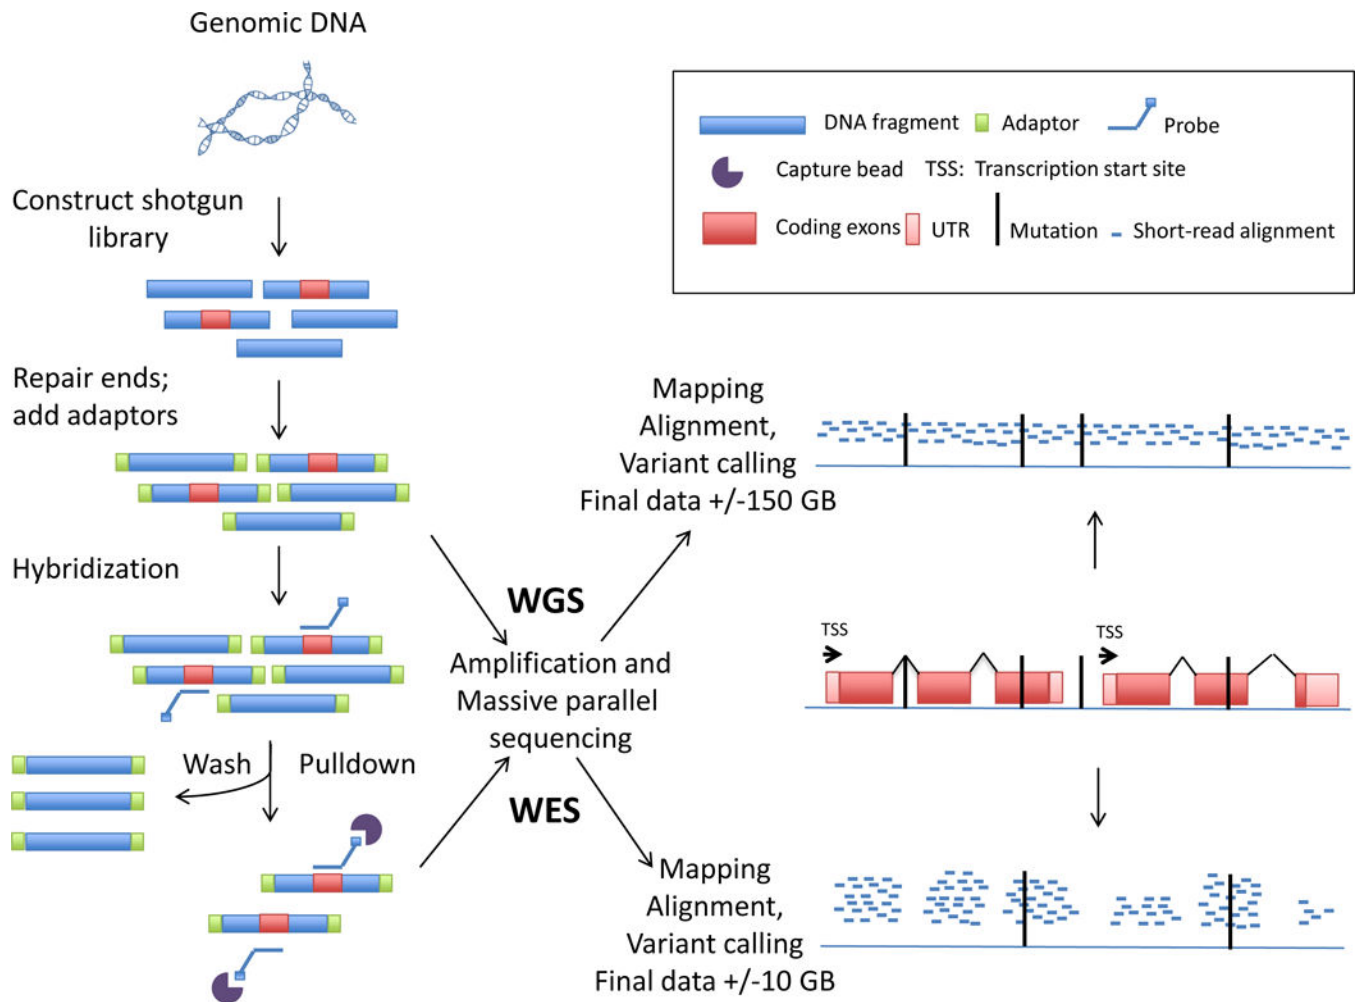 Genomic DNA
DNA fragment
Adaptor
Probe
Capture bead
TSS: Transcription start site
Coding exons
UTR
Mutation
Short-read alignment
Construct shotgun
library
Repair ends;
add adaptors
Hybridization
Wash
Pulldown
WGS
Amplification and
Massive parallel
sequencing
WES
Mapping
Alignment,
Variant calling
Final data +/-150 GB
TSS
TSS
Mapping
Alignment,
Variant calling
Final data +/-10 GB